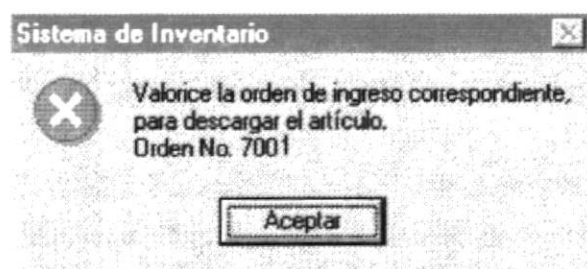 Sistema de Inventario
Valorice la orden de ingreso correspondiente,
para descargar el artículo.
Orden No. 7001
Aceptar